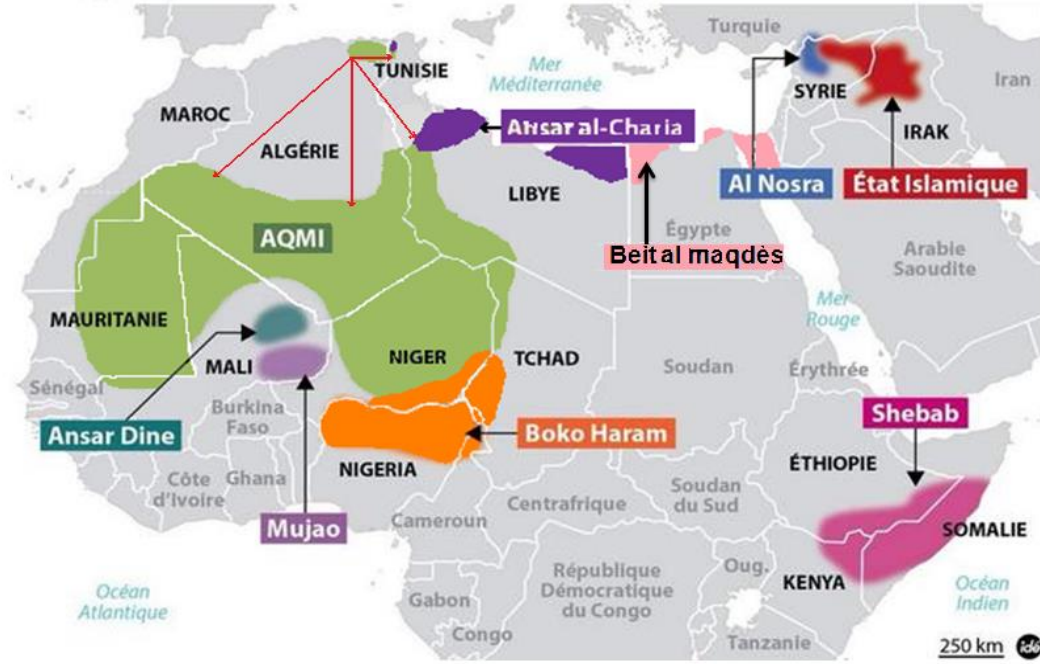 Turquie
Mer
Méditerranée
TUNISIE
MAROC
ALGÉRIE
SYRIE
Iran
IRAK
Ansar al-Charia
LIBYE
Al Nosra
État Islamique
Égypte
AQMI
Beit al maqdès
Arabie
Saoudite
Mer
Rouge
MAURITANIE
MALI
NIGER
TCHAD
Soudan
Érythrée
Sénégal
Burkina
Faso
Ansar Dine
Boko Haram
Shebab
NIGERIA
ÉTHIOPIE
Côte
d'Ivoire
Ghana
Soudan
du Sud
Centrafrique
Mujao
Cameroun
SOMALIE
Oug.
KENYA
République
Démocratique
du Congo
Océan
Atlantique
Gabon
Congo
Océan
Indien
Tanzanie
250 km
idé